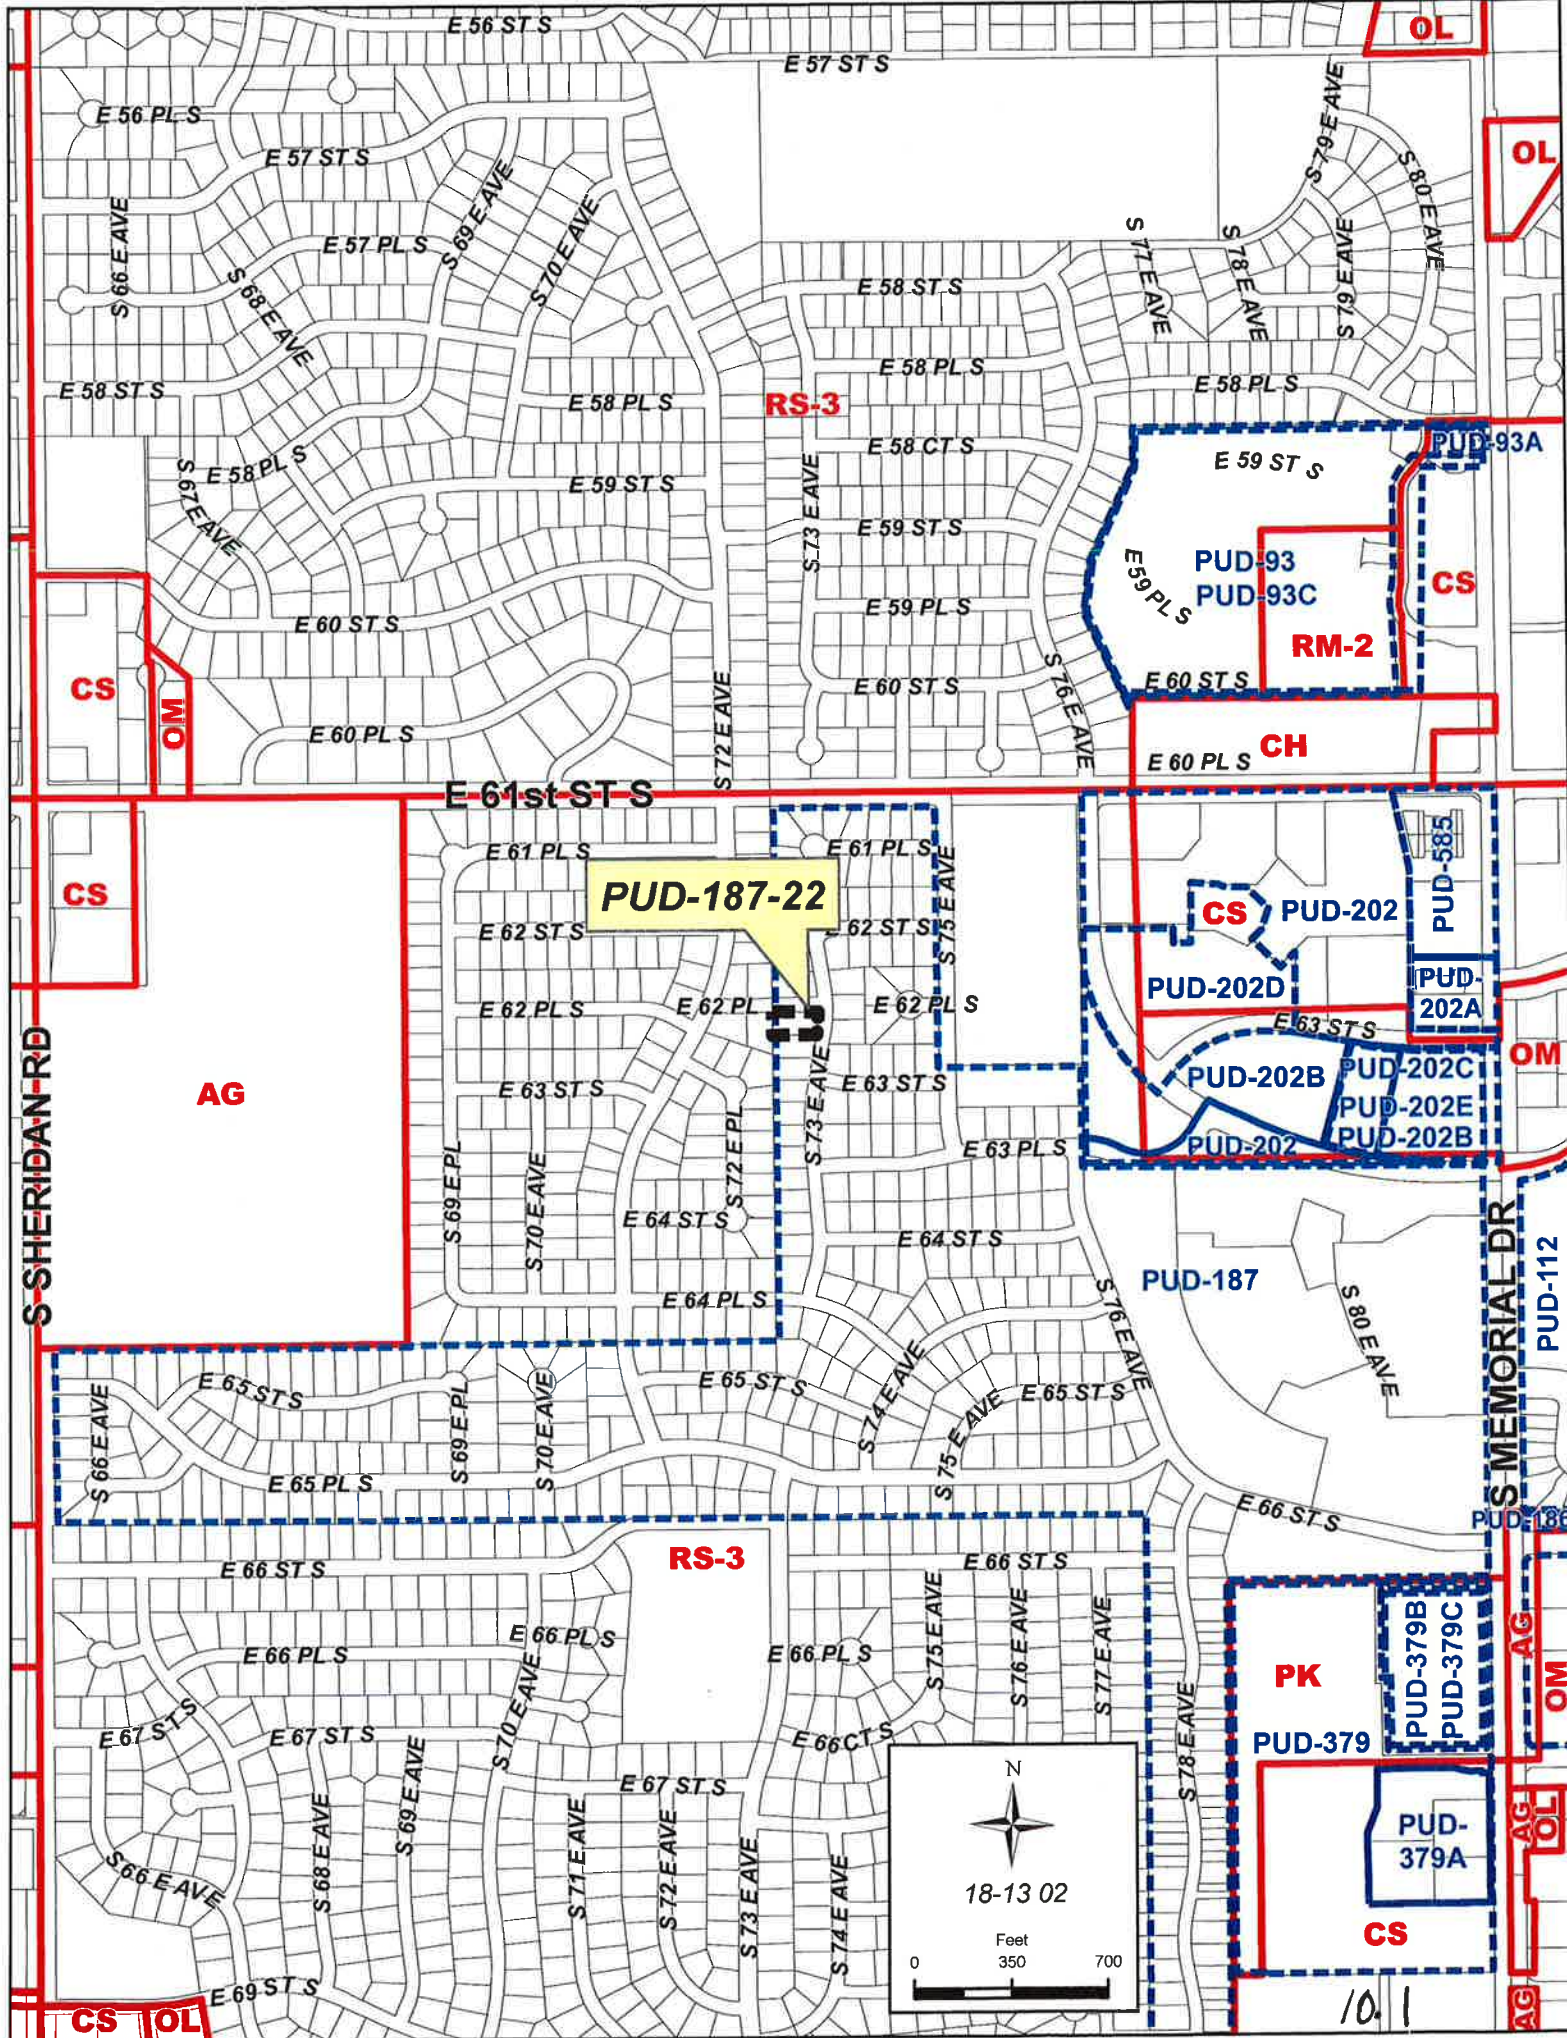 E 56 ST S
OL
E 57 ST S
E 56 PL S
S 79 E AVE
E 57 ST S
OL
S 80 E AVE
S 69 E AVE
S 70 E AVE
S 66 E AVE
E 57 PL S
S 77 E AVE
S 78 E AVE
S 79 E AVE
S 68 E AVE
E 58 ST S
E 58 PL S
E 58 ST S
E 58 PL S
RS-3
E 58 PL S
E 58 CT S
PUD-93A
E 59 ST S
E 58 PL S
S 67 E AVE
E 59 ST S
S 73 E AVE
E 59 ST S
PUD-93
PUD-93C
E 59 PL S
CS
E 59 PL S
E 60 ST S
RM-2
CS
OM
E 60 ST S
S 76 E AVE
E 60 ST S
S 72 E AVE
E 60 PL S
CH
E 60 PL S
E 61st ST S
E 61 PL S
E 61 PL S
S 75 E AVE
PUD-585
CS
PUD-187-22
CS
PUD-202
E 62 ST S
E 62 ST S
PUD-202D
PUD-
202A
E 62 PL S
E 62 PL
E 62 PL S
E 63 ST S
S SHERIDAN RD
OM
AG
PUD-202B
PUD-202C
E 63 ST S
S 73 E AVE
E 63 ST S
PUD-202E
PUD-202B
S 69 E PL
S 70 E AVE
S 72 E PL
E 63 PL S
PUD-202
E 64 ST S
E 64 ST S
S MEMORIAL DR
PUD-112
PUD-187
E 64 PL S
S 76 E AVE
S 80 E AVE
S 66 E AVE
E 65 ST S
S 69 E PL
S 70 E AVE
E 65 ST S
S 74 E AVE
S 75 E AVE
E 65 ST S
E 65 PL S
E 66 ST S
PUD-186
RS-3
E 66 ST S
E 66 ST S
S 75 E AVE
S 76 E AVE
S 77 E AVE
PUD-379B
PUD-379C
AG
E 66 PL S
E 66 PL S
E 66 PL S
PK
OM
S 70 E AVE
S 78 E AVE
E 67 ST S
E 67 ST S
E 66 CT S
PUD-379
S 69 E AVE
E 67 ST S
N
S 68 E AVE
S 71 E AVE
S 72 E AVE
S 73 E AVE
S 74 E AVE
AG
OL
PUD-
379A
S 66 E AVE
18-13 02
Feet
0 350 700
CS
E 69 ST S
CS
OL
10.1
AG